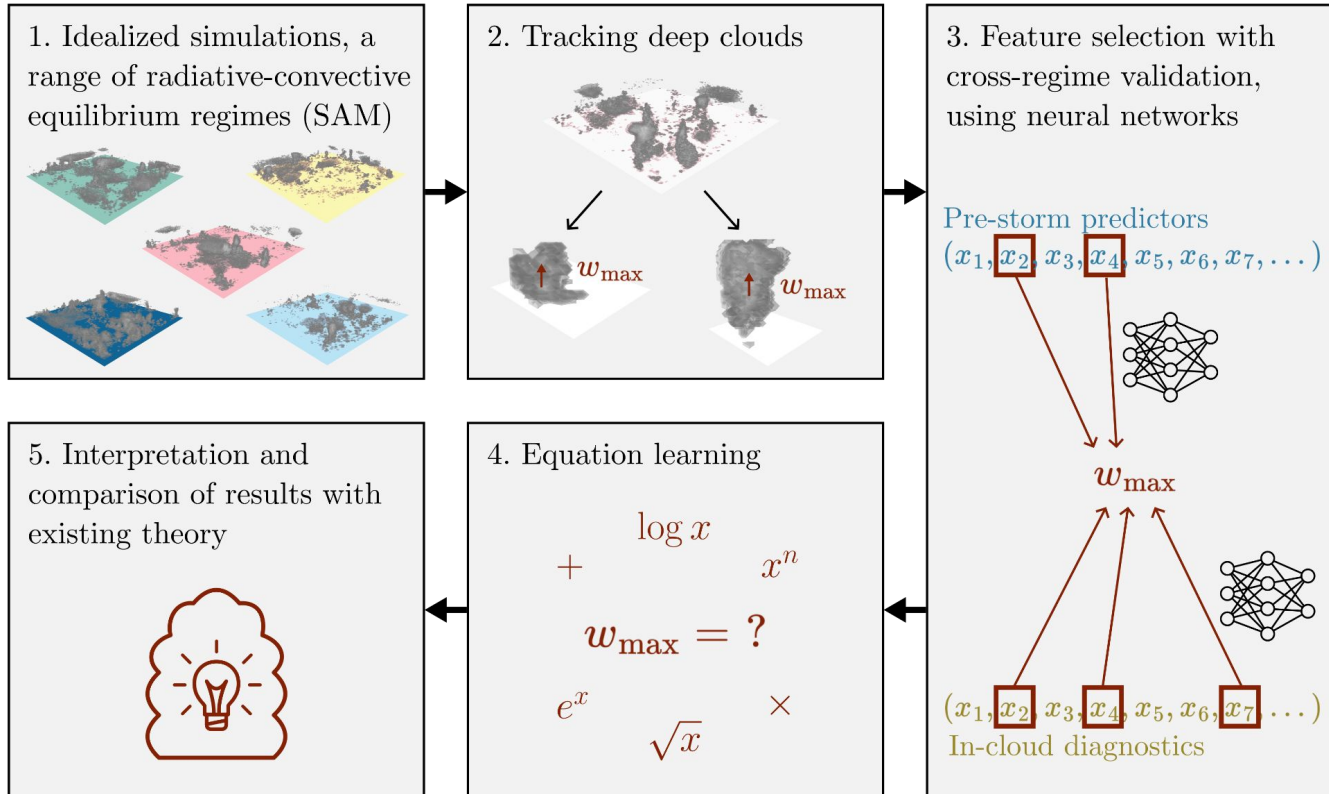 1. Idealized simulations, a
range of radiative-convective
equilibrium regimes (SAM)
2. Tracking deep clouds
w_max
w_max
3. Feature selection with
cross-regime validation,
using neural networks
Pre-storm predictors
(x_1, x_2, x_3, x_4, x_5, x_6, x_7, ...)
w_max
(x_1, x_2, x_3, x_4, x_5, x_6, x_7, ...)
In-cloud diagnostics
4. Equation learning
log x
+ x^n
w_max = ?
e^x ×
√x
5. Interpretation and
comparison of results with
existing theory